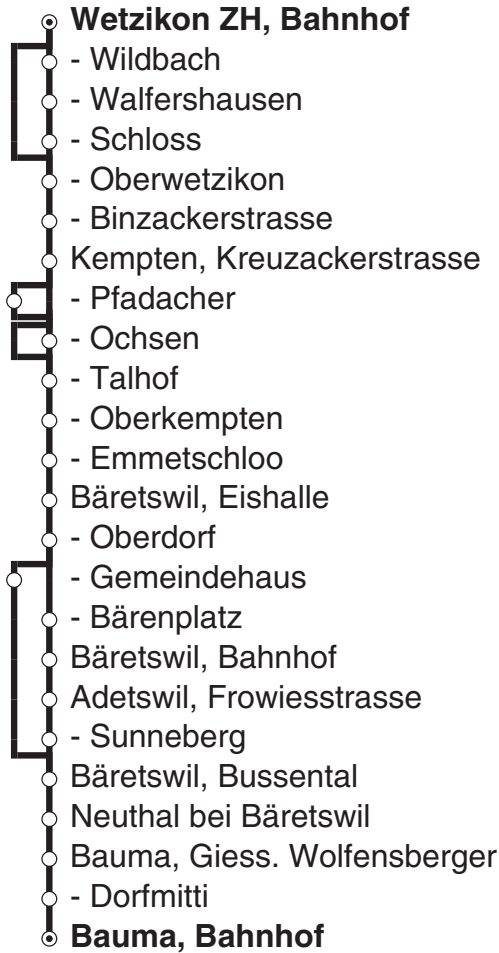 Wetzikon ZH, Bahnhof
- Wildbach
- Walfershausen
- Schloss
- Oberwetzikon
- Binzackerstrasse
Kempten, Kreuzackerstrasse
- Pfadacher
- Ochsen
- Talhof
- Oberkempten
- Emmetschloo
Bäretswil, Eishalle
- Oberdorf
- Gemeindehaus
- Bärenplatz
Bäretswil, Bahnhof
Adetswil, Frowiesstrasse
- Sunneberg
Bäretswil, Bussental
Neuthal bei Bäretswil
Bauma, Giess. Wolfensberger
- Dorfmitti
Bauma, Bahnhof